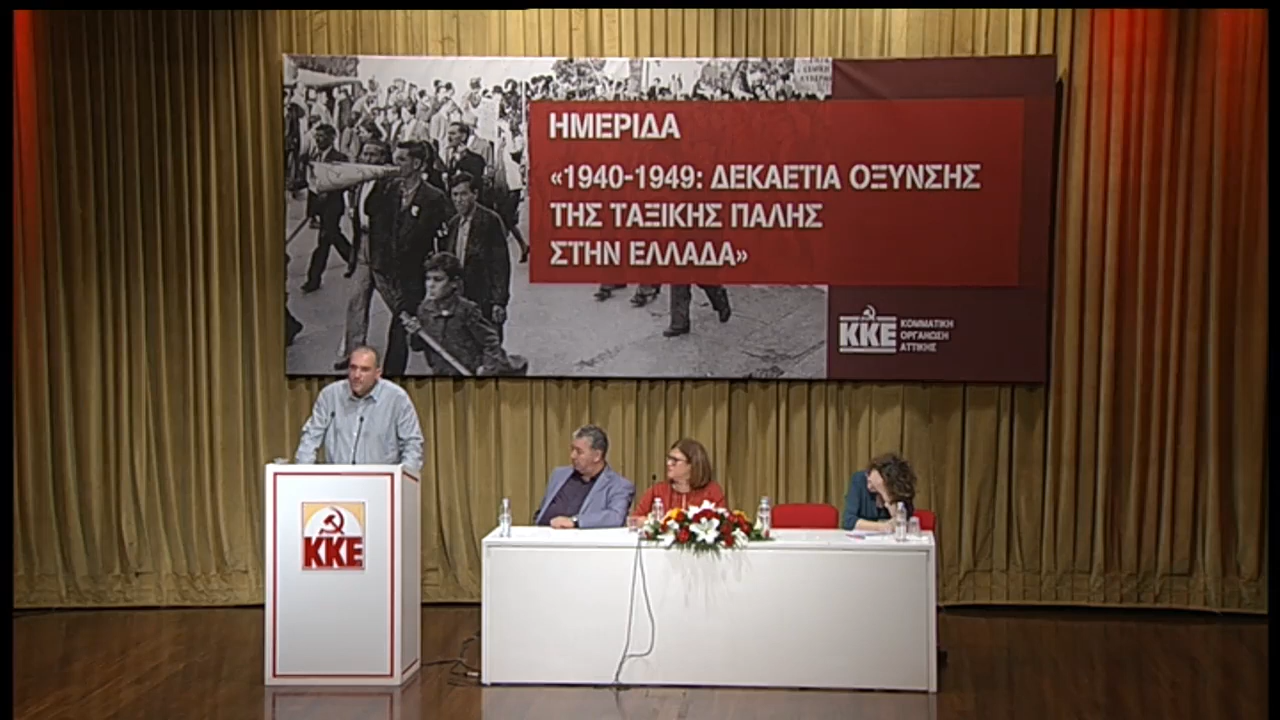 ΗΜΕΡΙΔΑ
«1940-1949: ΔΕΚΑΕΤΙΑ ΟΞΥΝΣΗΣ
ΤΗΣ ΤΑΞΙΚΗΣ ΠΑΛΗΣ
ΣΤΗΝ ΕΛΛΑΔΑ»
ΚΚΕ
ΚΟΜΜΑΤΙΚΗ
ΟΡΓΑΝΩΣΗ
ΑΤΤΙΚΗΣ
ΚΚΕ